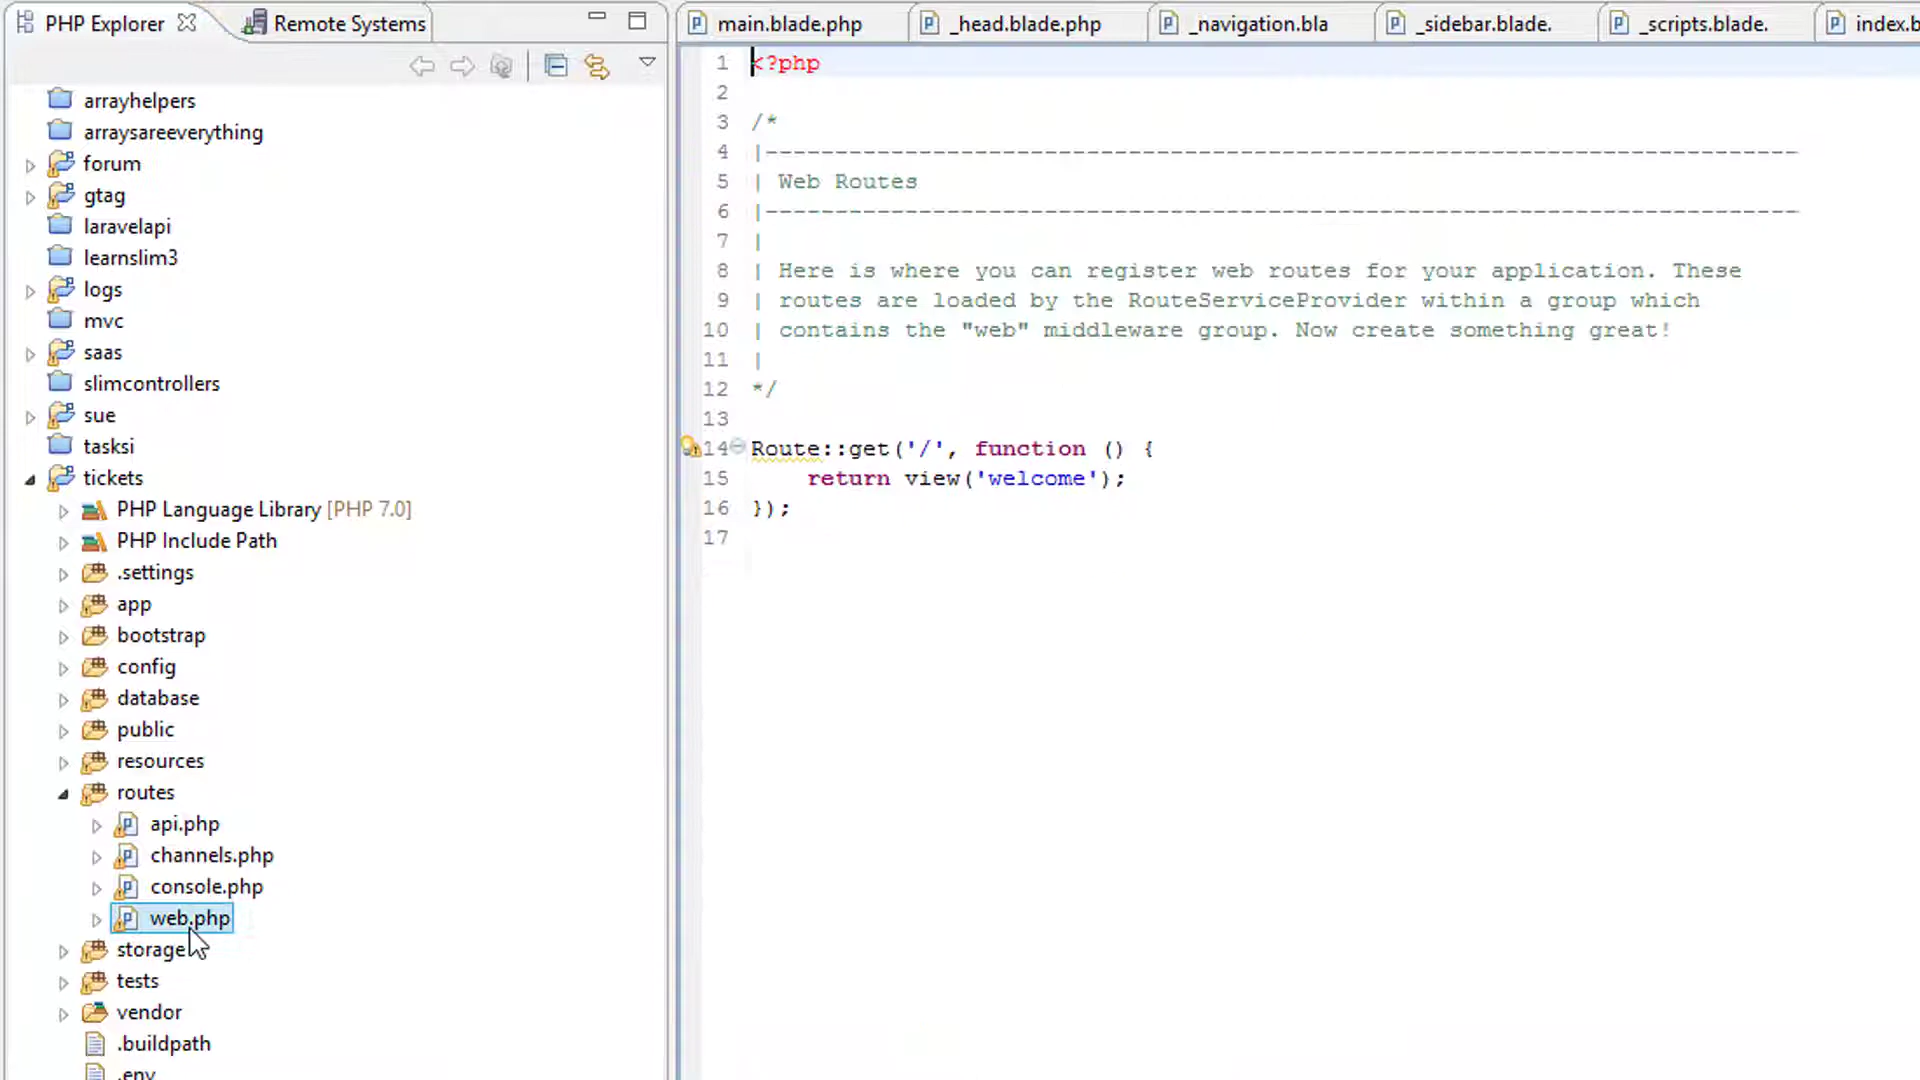 PHP Explorer
Remote Systems
main.blade.php
_head.blade.php
_navigation.bla
_sidebar.blade.
_scripts.blade.
index.b
arrayhelpers
arraysareeverything
forum
gtag
laravelapi
learnslim3
logs
mvc
saas
slimcontrollers
sue
tasksi
tickets
PHP Language Library [PHP 7.0]
PHP Include Path
.settings
app
bootstrap
config
database
public
resources
routes
api.php
channels.php
console.php
web.php
storage
tests
vendor
.buildpath
.env
1 <?php
2
3 /*
4 |--------------------------------------------------------------------------
5 | Web Routes
6 |--------------------------------------------------------------------------
7 |
8 | Here is where you can register web routes for your application. These
9 | routes are loaded by the RouteServiceProvider within a group which
10 | contains the "web" middleware group. Now create something great!
11 |
12 */
13
14 Route::get('/', function () {
15     return view('welcome');
16 });
17